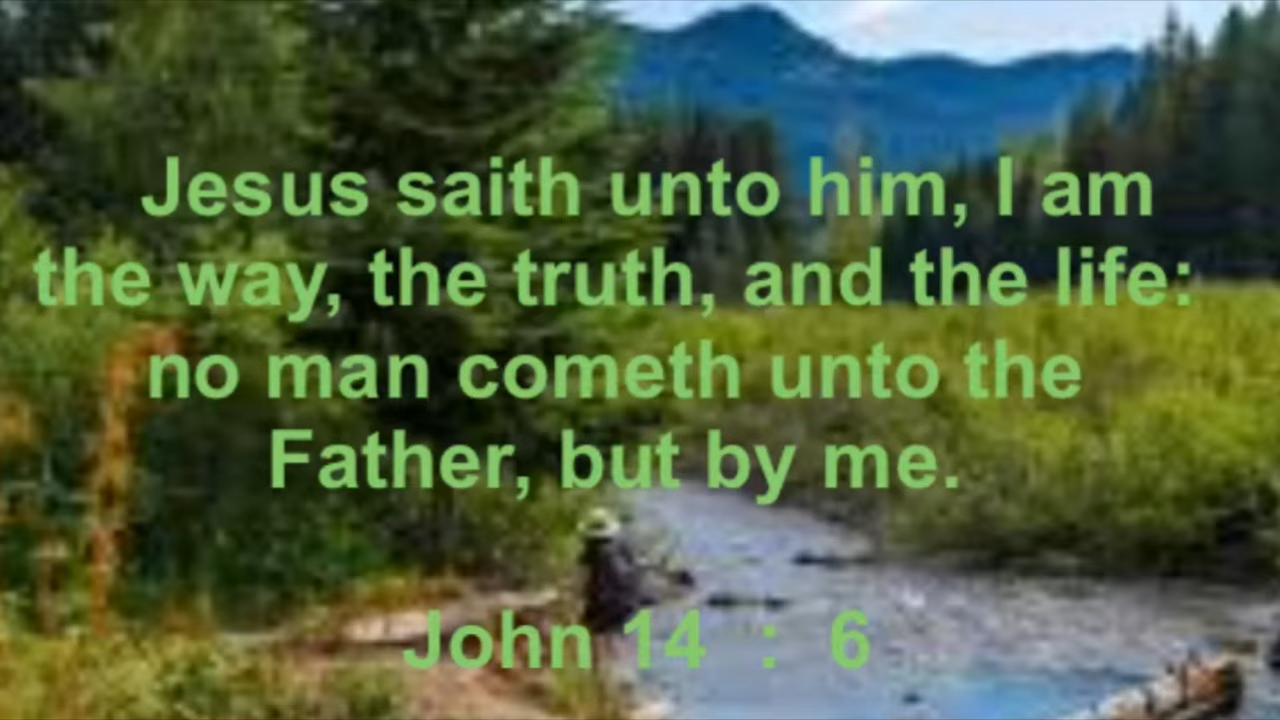 Jesus saith unto him, I am
the way, the truth, and the life:
no man cometh unto the
Father, but by me.
John 14 : 6